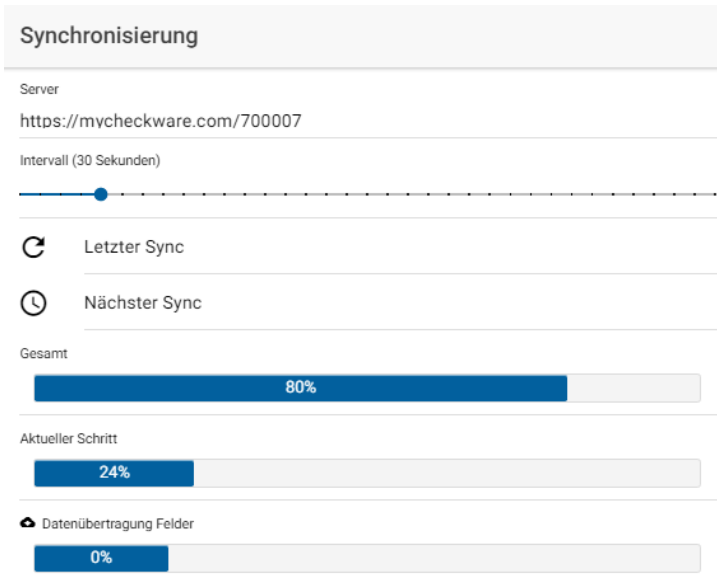 Synchronisierung
Server
https://mycheckware.com/700007
Intervall (30 Sekunden)
Letzter Sync
Nächster Sync
Gesamt
80%
Aktueller Schritt
24%
Datenübertragung Felder
0%